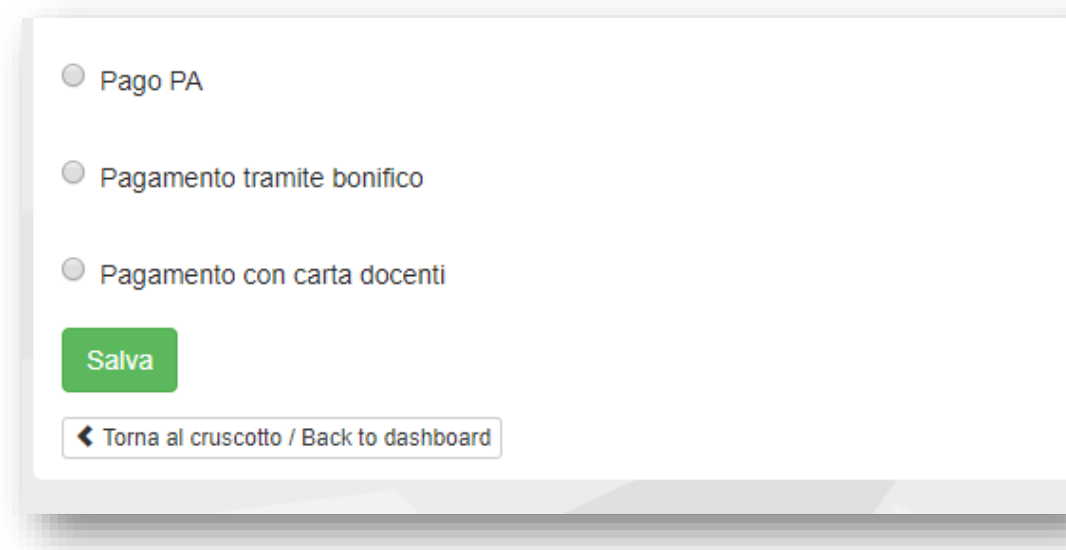 Pago PA
Pagamento tramite bonifico
Pagamento con carta docenti
Salva
Torna al cruscotto / Back to dashboard